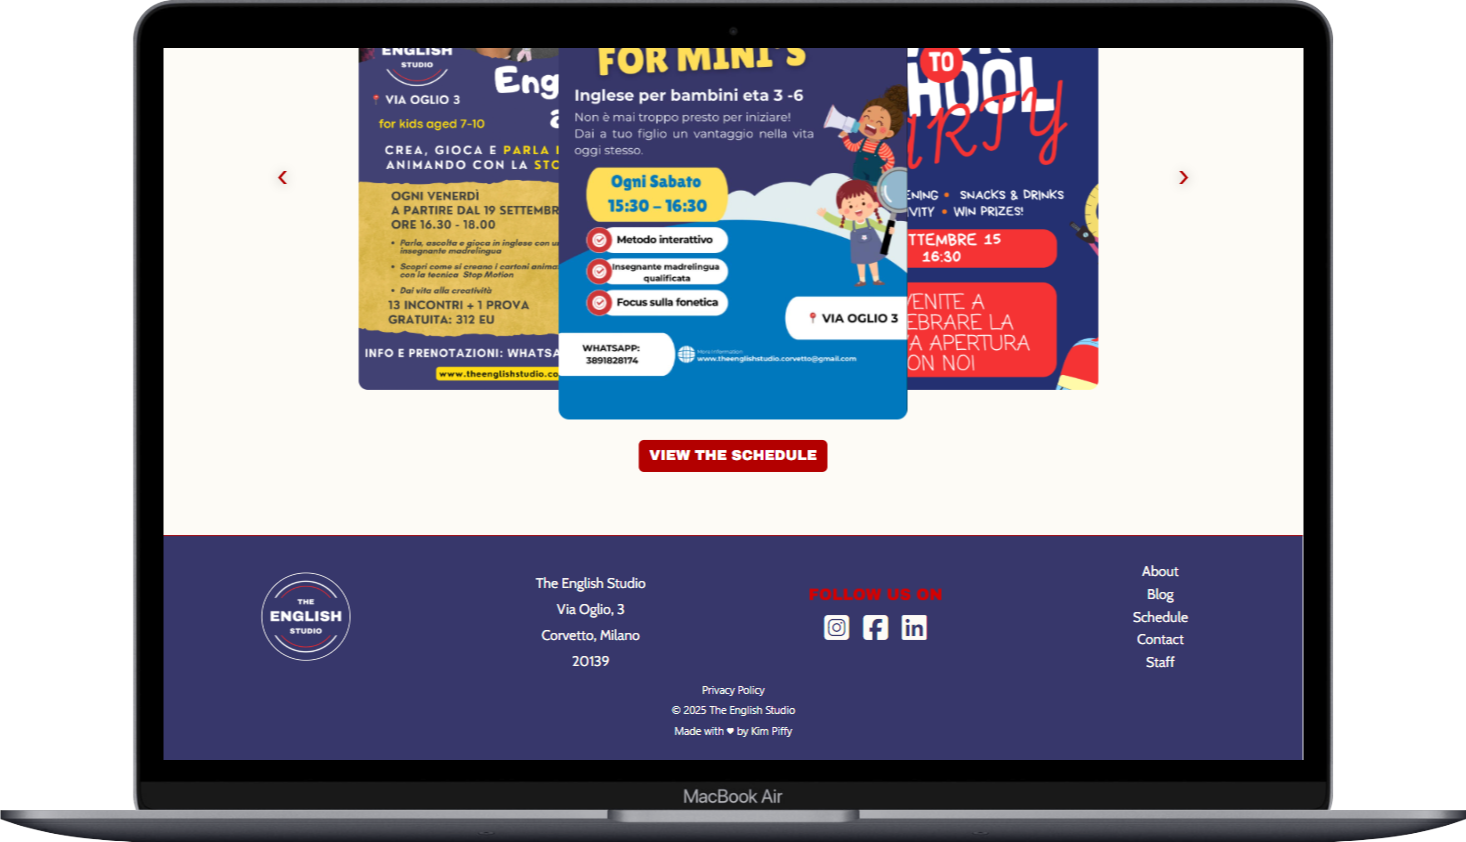 ENGLISH
STUDIO
VIA OGLIO 3
Eng
for kids aged 7-10
CREA, GIOCA E PARLA I
ANIMANDO CON LA STO
OGNI VENERDÌ
A PARTIRE DAL 19 SETTEMBR
ORE 16.30 - 18.00
• Parla, ascolta e gioca in inglese con u
insegnante madrelingua
• Scopri come si creano i cartoni anima
con la tecnica Stop Motion
• Dai vita alla creatività
13 INCONTRI + 1 PROVA
GRATUITA: 312 EU
INFO E PRENOTAZIONI: WHATSA
www.theenglishstudio.co
FOR MINI'S
Inglese per bambini eta 3 -6
Non è mai troppo presto per iniziare!
Dai a tuo figlio un vantaggio nella vita
oggi stesso.
Ogni Sabato
15:30 – 16:30
Metodo interattivo
Insegnante madrelingua
qualificata
Focus sulla fonetica
VIA OGLIO 3
WHATSAPP:
3891828174
More information
www.theenglishstudio.corvetto@gmail.com
TO
HOOL
ARTY
ENING • SNACKS & DRINKS
VITY • WIN PRIZES!
TTEMBRE 15
16:30
VENITE A
EBRARE LA
A APERTURA
ON NOI
‹
›
VIEW THE SCHEDULE
THE
ENGLISH
STUDIO
The English Studio
Via Oglio, 3
Corvetto, Milano
20139
FOLLOW US ON
in
About
Blog
Schedule
Contact
Staff
Privacy Policy
© 2025 The English Studio
Made with ♥ by Kim Piffy
MacBook Air